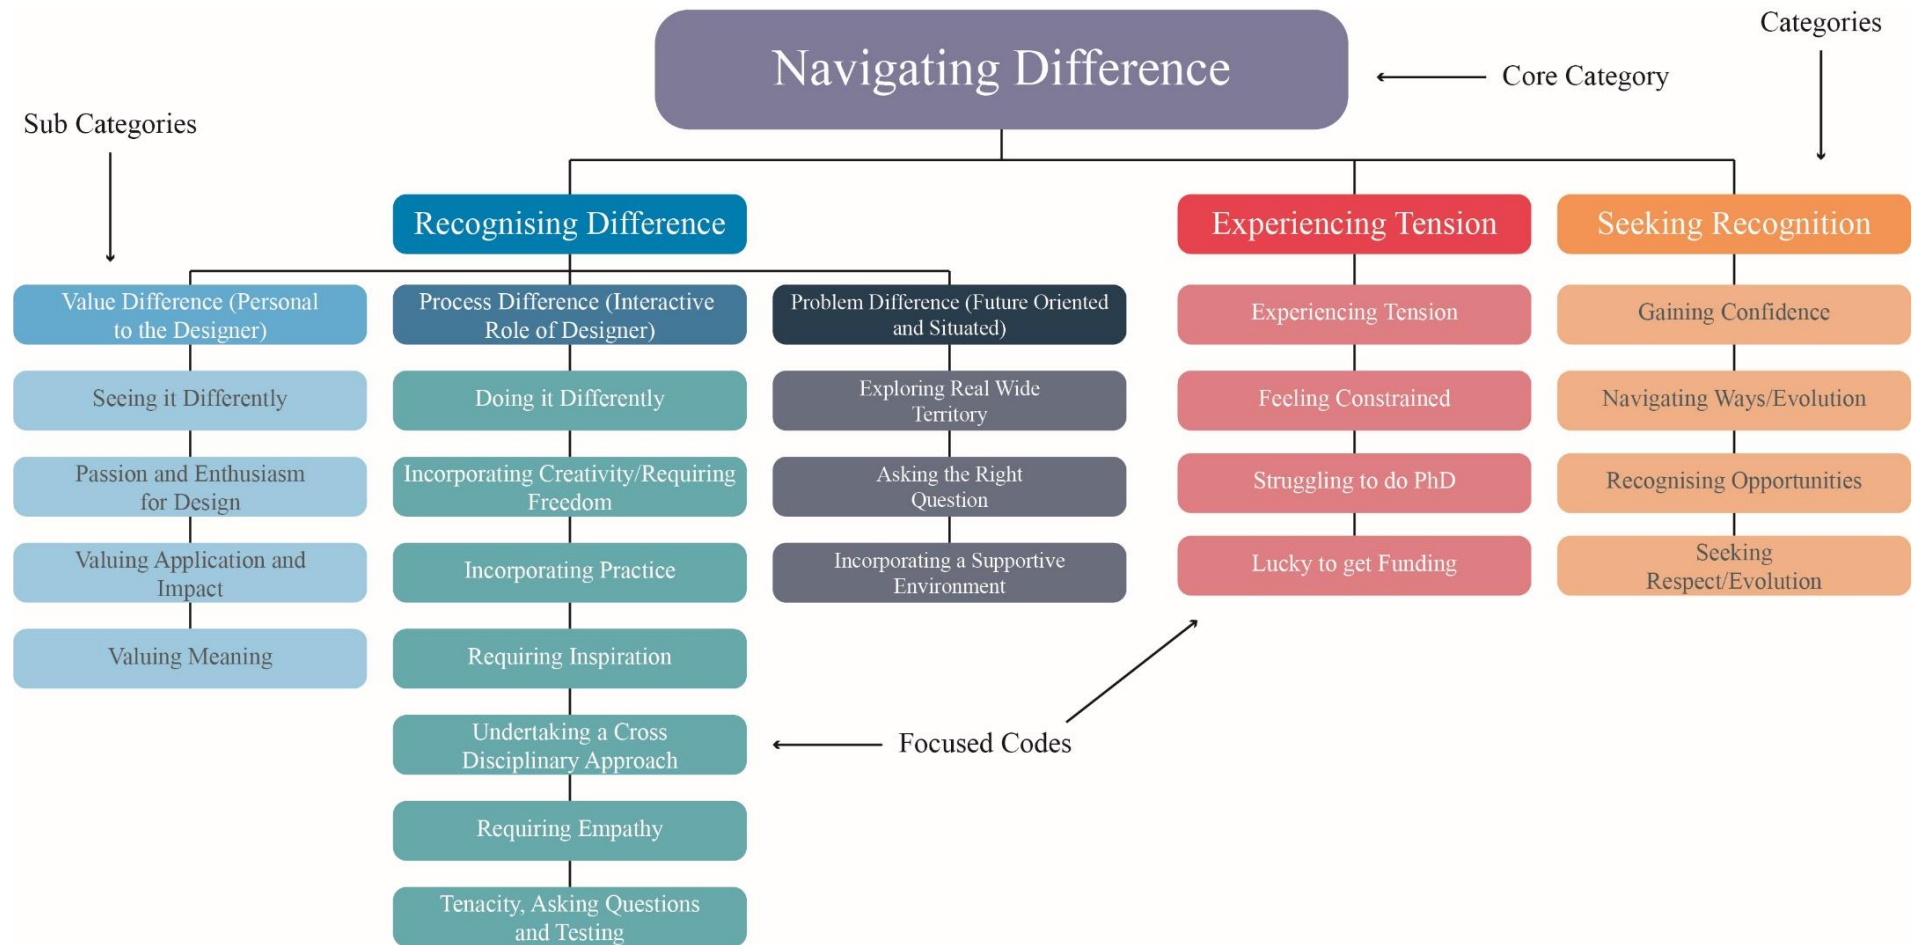 Navigating Difference
Core Category
Categories
Sub Categories
Recognising Difference
Experiencing Tension
Seeking Recognition
Value Difference (Personal
to the Designer)
Seeing it Differently
Passion and Enthusiasm
for Design
Valuing Application and
Impact
Valuing Meaning
Process Difference (Interactive
Role of Designer)
Doing it Differently
Incorporating Creativity/Requiring
Freedom
Incorporating Practice
Requiring Inspiration
Undertaking a Cross
Disciplinary Approach
Requiring Empathy
Tenacity, Asking Questions
and Testing
Problem Difference (Future Oriented
and Situated)
Exploring Real Wide
Territory
Asking the Right
Question
Incorporating a Supportive
Environment
Experiencing Tension
Feeling Constrained
Struggling to do PhD
Lucky to get Funding
Gaining Confidence
Navigating Ways/Evolution
Recognising Opportunities
Seeking
Respect/Evolution
Focused Codes